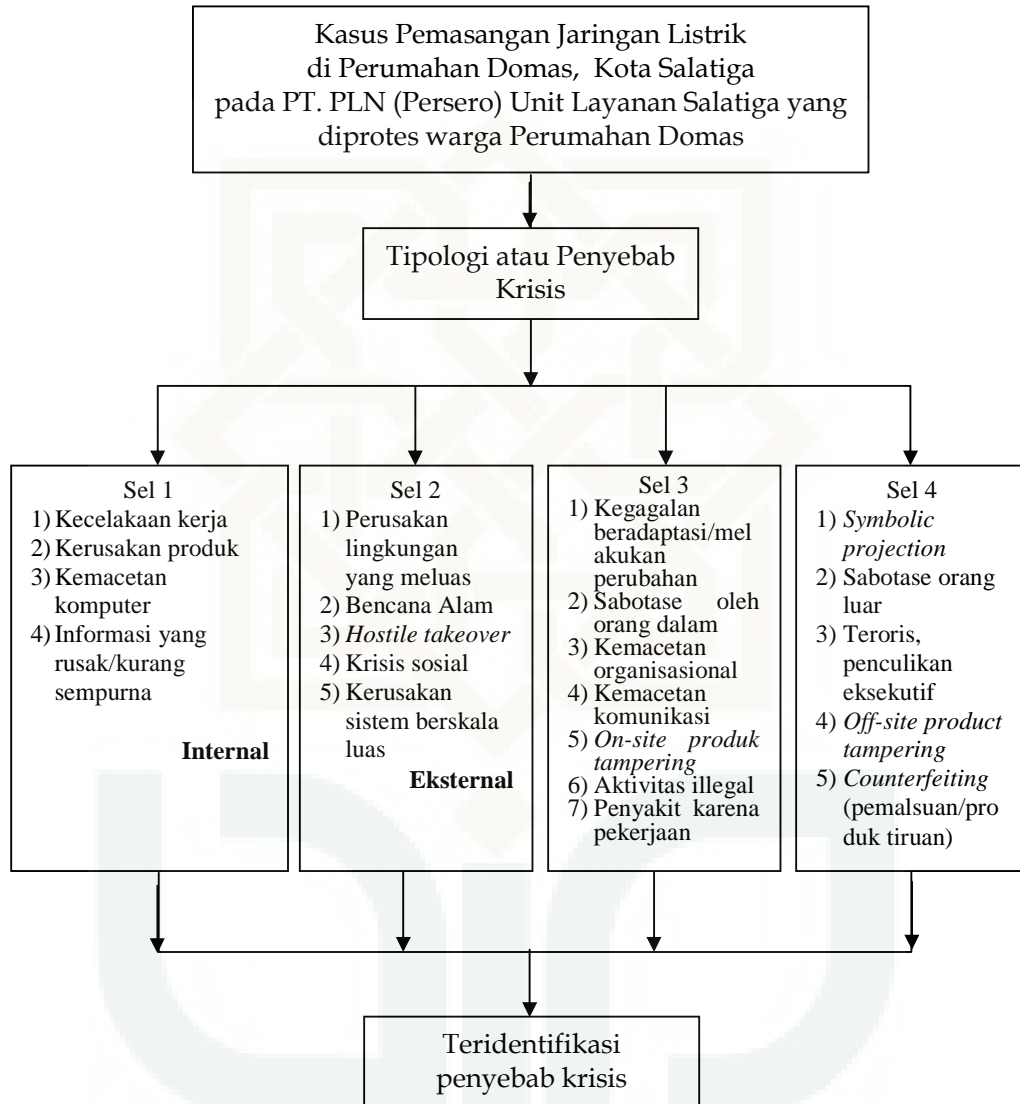 Kasus Pemasangan Jaringan Listrik
di Perumahan Domas, Kota Salatiga
pada PT. PLN (Persero) Unit Layanan Salatiga yang
diprotes warga Perumahan Domas
Tipologi atau Penyebab
Krisis
Sel 1
1) Kecelakaan kerja
2) Kerusakan produk
3) Kemacetan
komputer
4) Informasi yang
rusak/kurang
sempurna
Internal
Sel 2
1) Perusakan
lingkungan
yang meluas
2) Bencana Alam
3) Hostile takeover
4) Krisis sosial
5) Kerusakan
sistem berskala
luas
Eksternal
Sel 3
1) Kegagalan
beradaptasi/mel
akukan
perubahan
2) Sabotase oleh
orang dalam
3) Kemacetan
organisasional
4) Kemacetan
komunikasi
5) On-site produk
tampering
6) Aktivitas illegal
7) Penyakit karena
pekerjaan
Sel 4
1) Symbolic
projection
2) Sabotase orang
luar
3) Teroris,
penculikan
eksekutif
4) Off-site product
tampering
5) Counterfeiting
(pemalsuan/pro
duk tiruan)
Teridentifikasi
penyebab krisis